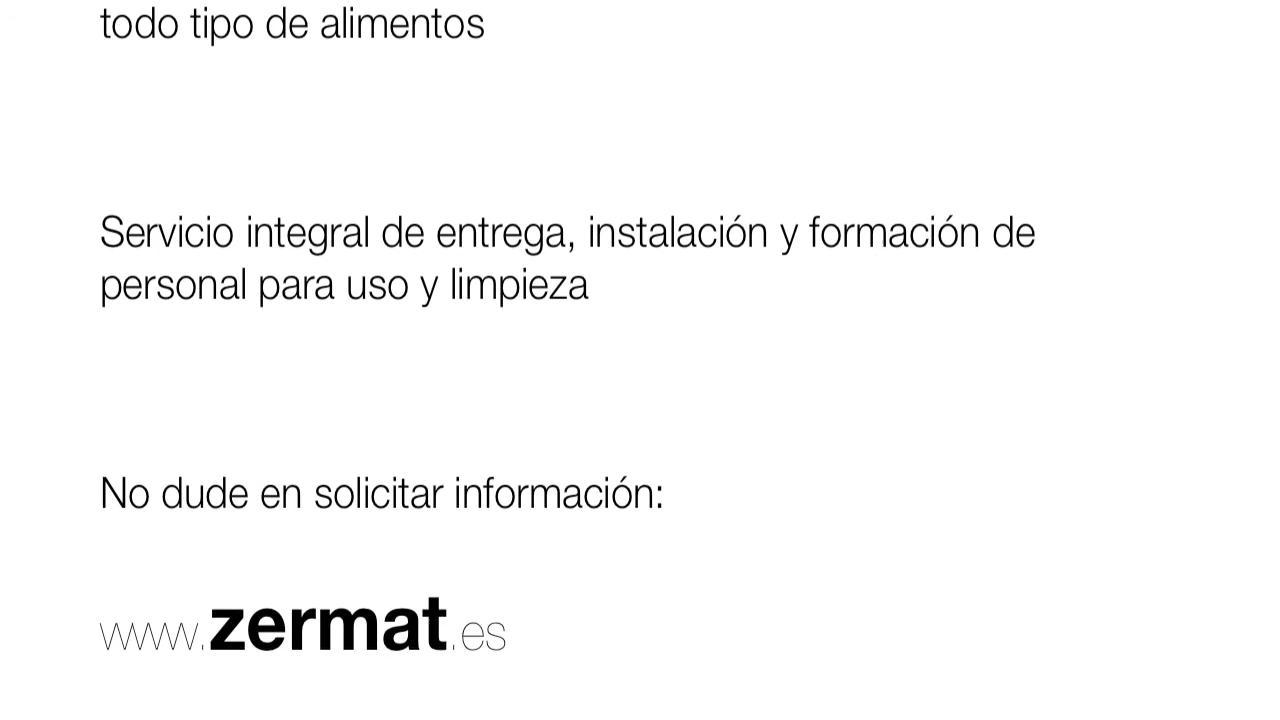 todo tipo de alimentos
Servicio integral de entrega, instalación y formación de
personal para uso y limpieza
No dude en solicitar información:
www.zermat.es